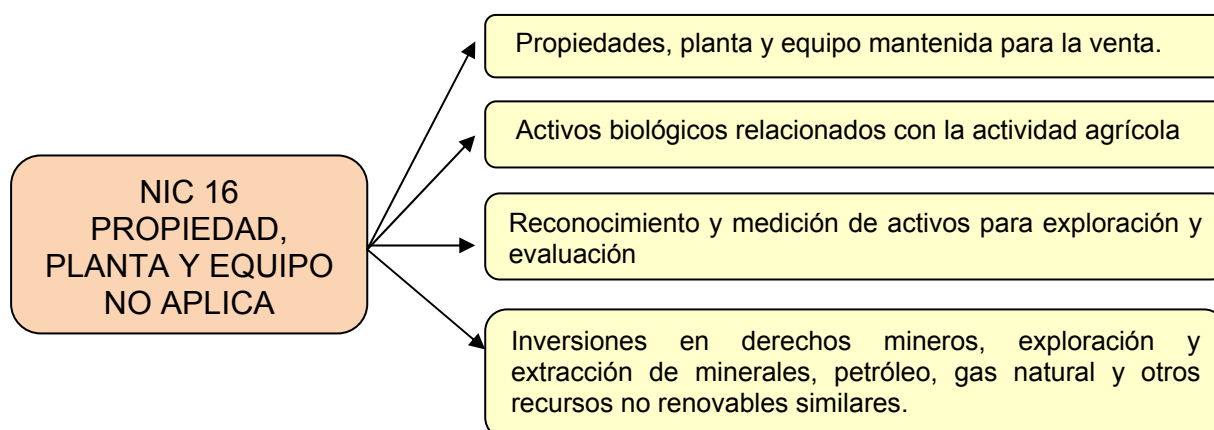 NIC 16
PROPIEDAD,
PLANTA Y EQUIPO
NO APLICA
Propiedades, planta y equipo mantenida para la venta.
Activos biológicos relacionados con la actividad agrícola
Reconocimiento y medición de activos para exploración y
evaluación
Inversiones en derechos mineros, exploración y
extracción de minerales, petróleo, gas natural y otros
recursos no renovables similares.